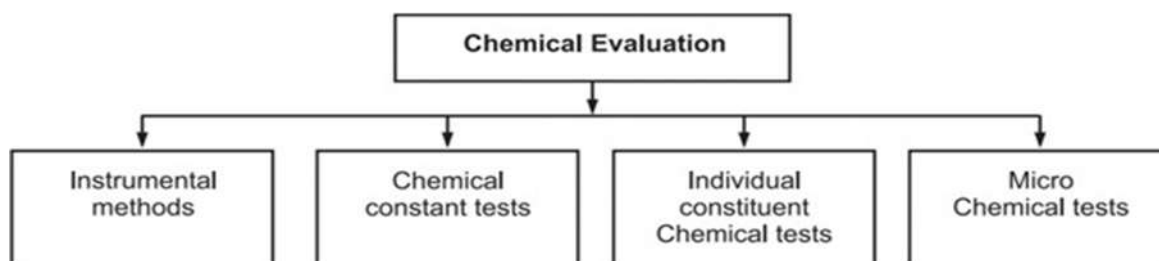 Chemical Evaluation
Instrumental
methods
Chemical
constant tests
Individual
constituent
Chemical tests
Micro
Chemical tests